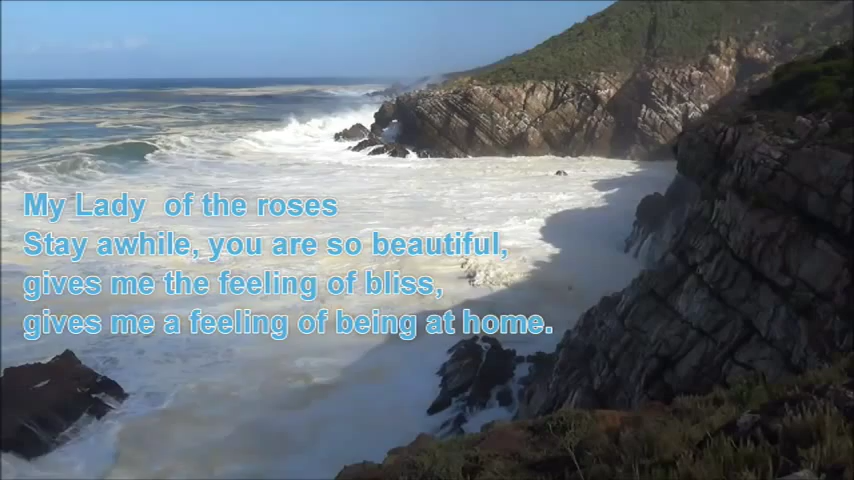 My Lady  of the roses
Stay awhile, you are so beautiful,
gives me the feeling of bliss,
gives me a feeling of being at home.